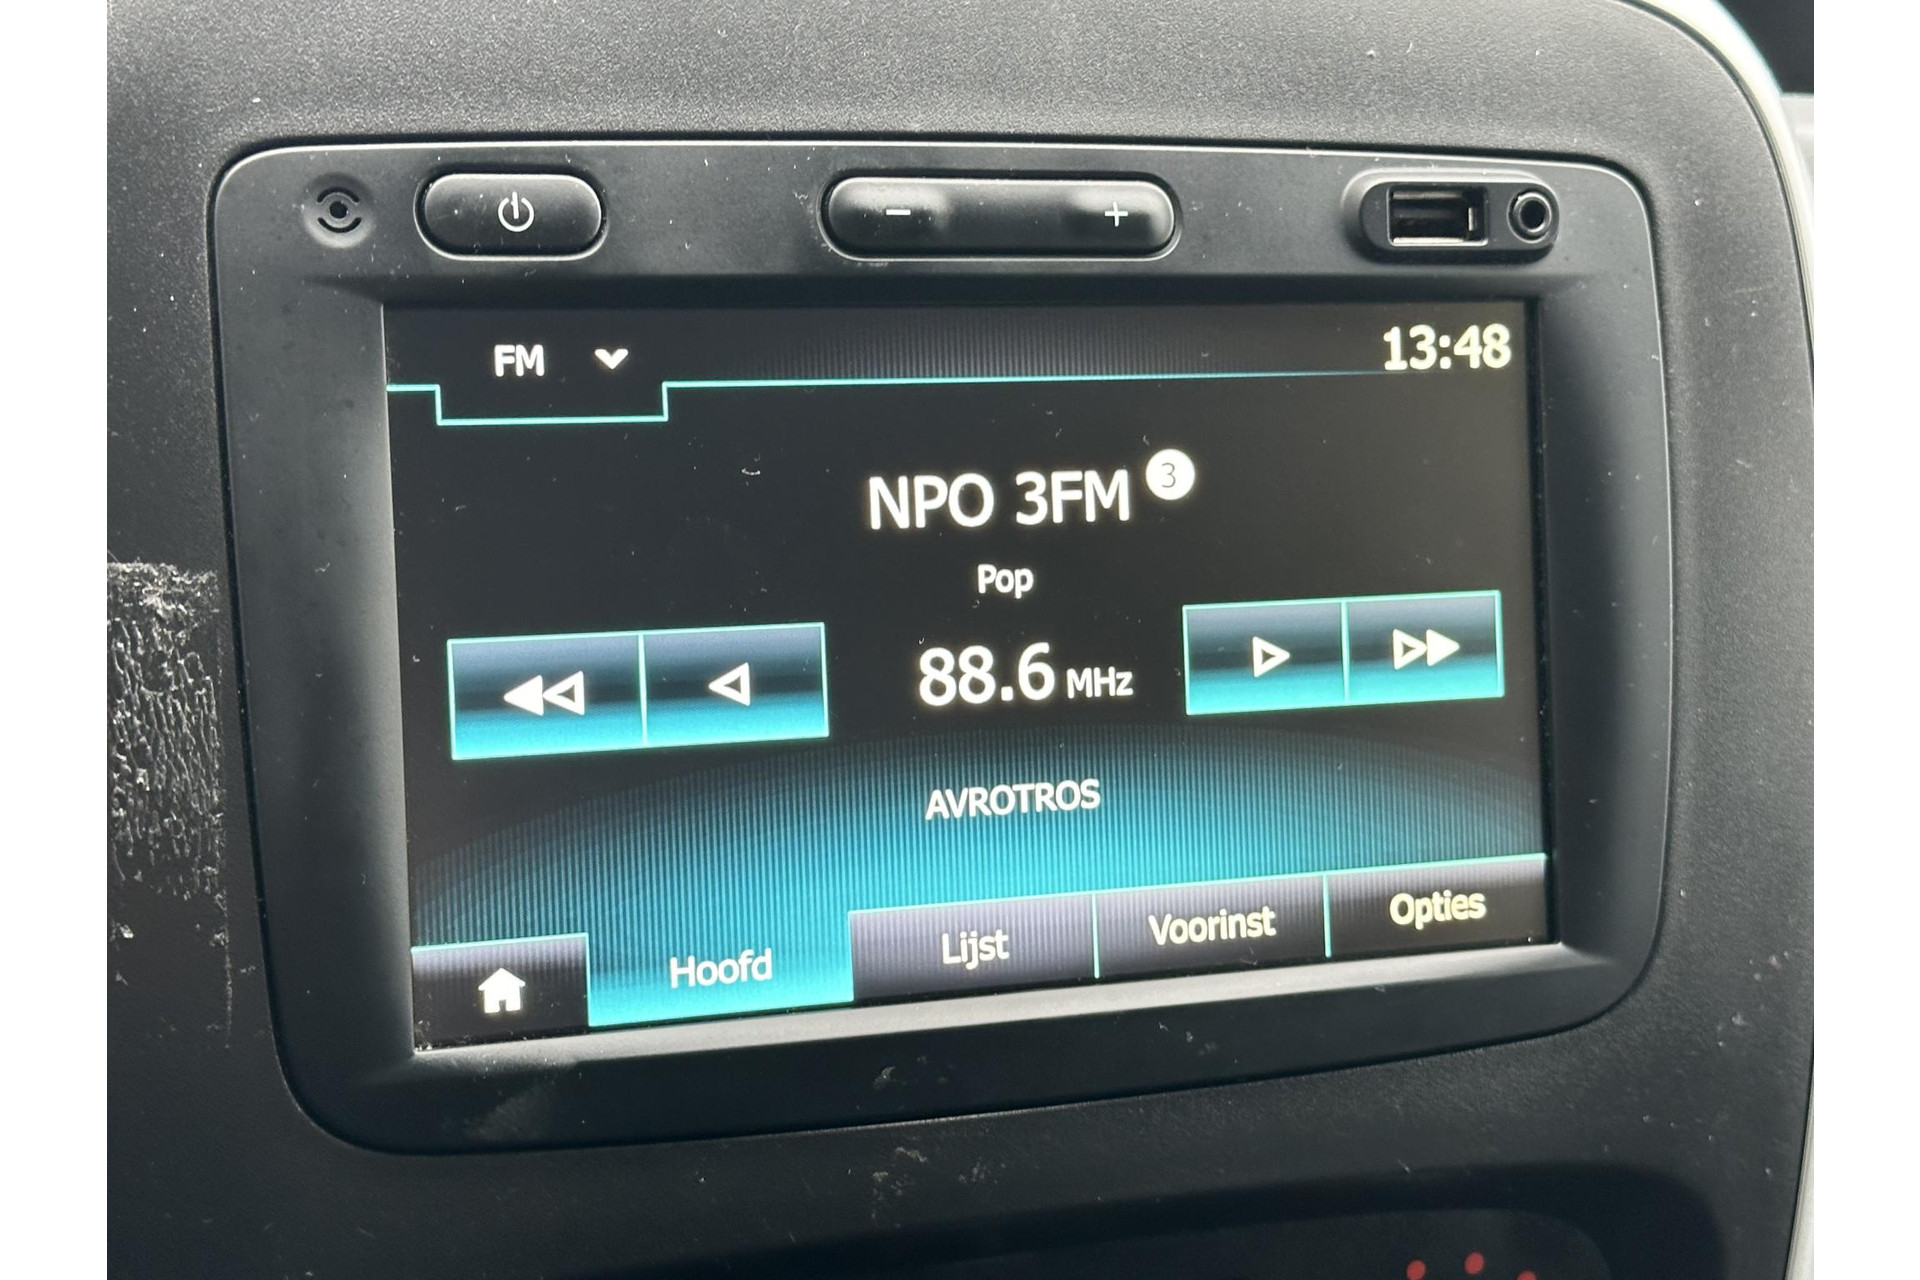 FM
13:48
NPO 3FM 3
Pop
88.6 MHz
AVROTROS
Hoofd
Lijst
Voorinst
Opties